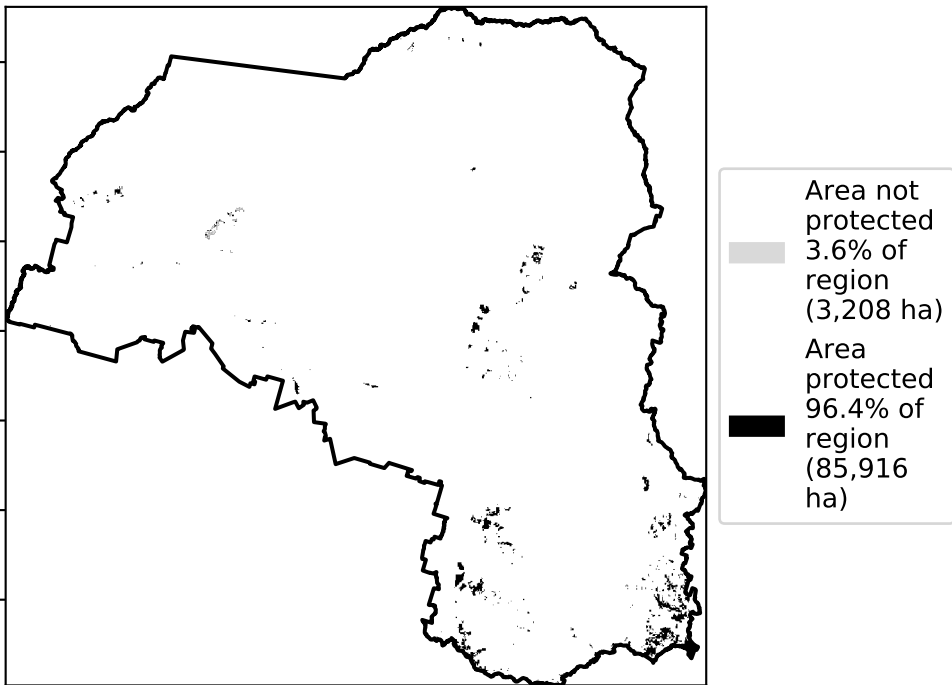 Area not
protected
3.6% of
region
(3,208 ha)
Area
protected
96.4% of
region
(85,916
ha)